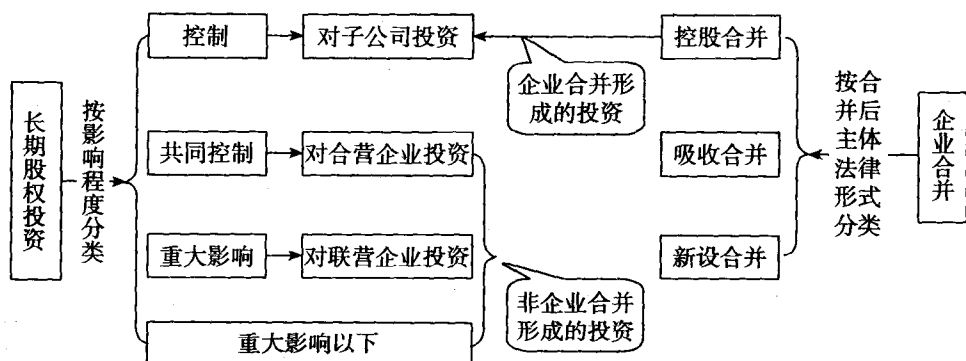 长期股权投资
按影响程度分类
控制
对子公司投资
控股合并
企业合并形
成的投资
共同控制
对合营企业投资
吸收合并
重大影响
对联营企业投资
新设合并
非企业合并
形成的投资
重大影响以下
按合
并后
主体
法律
形式
分类
企业合并